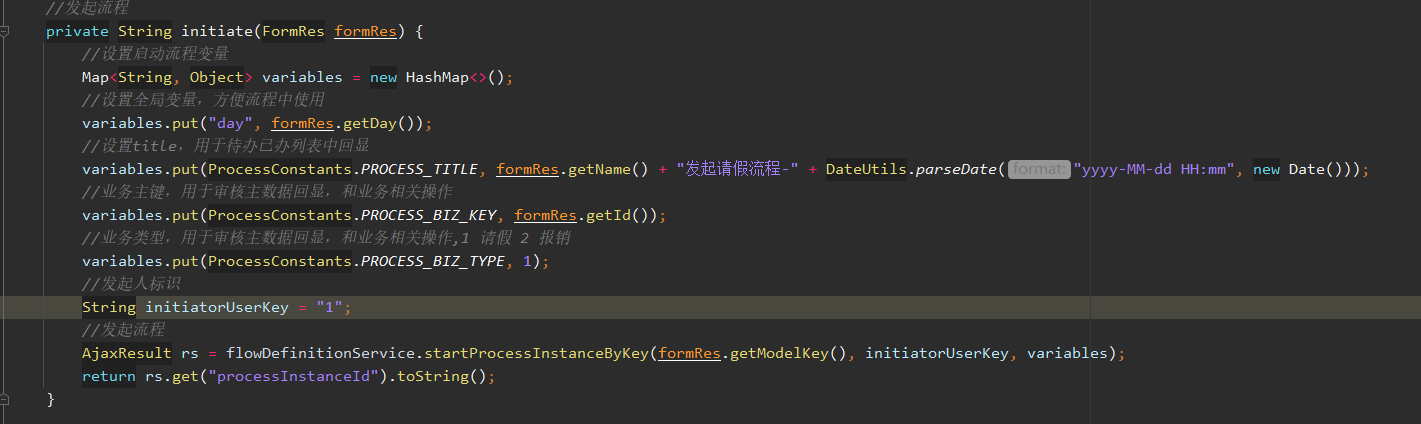 //发起流程
private String initiate(FormRes formRes) {
//设置启动流程变量
Map<String, Object> variables = new HashMap<>();
//设置全局变量，方便流程中使用
variables.put("day", formRes.getDay());
//设置title，用于待办已办列表中回显
variables.put(ProcessConstants.PROCESS_TITLE, formRes.getName() + "发起请假流程-" + DateUtils.parseDate( format: "yyyy-MM-dd HH:mm", new Date()));
//业务主键，用于审核主数据回显，和业务相关操作
variables.put(ProcessConstants.PROCESS_BIZ_KEY, formRes.getId());
//业务类型，用于审核主数据回显，和业务相关操作,1 请假 2 报销
variables.put(ProcessConstants.PROCESS_BIZ_TYPE, 1);
//发起人标识
String initiatorUserKey = "1";
//发起流程
AjaxResult rs = flowDefinitionService.startProcessInstanceByKey(formRes.getModelKey(), initiatorUserKey, variables);
return rs.get("processInstanceId").toString();
}